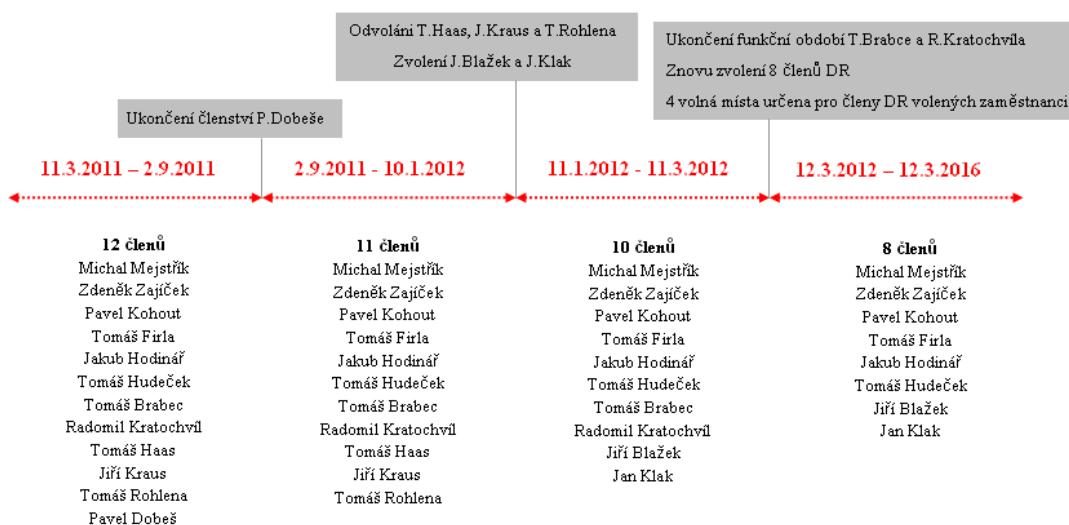 Odvoláni T.Haas, J.Kraus a T.Rohlena
Zvolení J.Blažek a J.Klak
Ukončení funkční období T.Brabce a R.Kratochvíla
Znovu zvolení 8 členů DR
4 volná místa určena pro členy DR volených zaměstnanci
Ukončení členství P.Dobeše
11.3.2011 – 2.9.2011
2.9.2011 - 10.1.2012
11.1.2012 - 11.3.2012
12.3.2012 – 12.3.2016
12 členů
Michal Mejstřík
Zdeněk Zajíček
Pavel Kohout
Tomáš Firla
Jakub Hodinář
Tomáš Hudeček
Tomáš Brabec
Radomil Kratochvíl
Tomáš Haas
Jiří Kraus
Tomáš Rohlena
Pavel Dobeš
11 členů
Michal Mejstřík
Zdeněk Zajíček
Pavel Kohout
Tomáš Firla
Jakub Hodinář
Tomáš Hudeček
Tomáš Brabec
Radomil Kratochvíl
Tomáš Haas
Jiří Kraus
Tomáš Rohlena
10 členů
Michal Mejstřík
Zdeněk Zajíček
Pavel Kohout
Tomáš Firla
Jakub Hodinář
Tomáš Hudeček
Tomáš Brabec
Radomil Kratochvíl
Jiří Blažek
Jan Klak
8 členů
Michal Mejstřík
Zdeněk Zajíček
Pavel Kohout
Tomáš Firla
Jakub Hodinář
Tomáš Hudeček
Jiří Blažek
Jan Klak